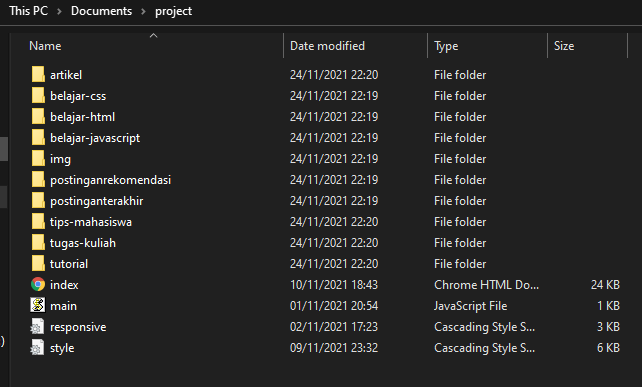 This PC > Documents > project
Name Date modified Type Size
artikel 24/11/2021 22:20 File folder
belajar-css 24/11/2021 22:19 File folder
belajar-html 24/11/2021 22:19 File folder
belajar-javascript 24/11/2021 22:19 File folder
img 24/11/2021 22:19 File folder
postinganrekomendasi 24/11/2021 22:19 File folder
postinganterakhir 24/11/2021 22:19 File folder
tips-mahasiswa 24/11/2021 22:20 File folder
tugas-kuliah 24/11/2021 22:20 File folder
tutorial 24/11/2021 22:20 File folder
index 10/11/2021 18:43 Chrome HTML Do... 24 KB
main 01/11/2021 20:54 JavaScript File 1 KB
responsive 02/11/2021 17:23 Cascading Style S... 3 KB
) style 09/11/2021 23:32 Cascading Style S... 6 KB